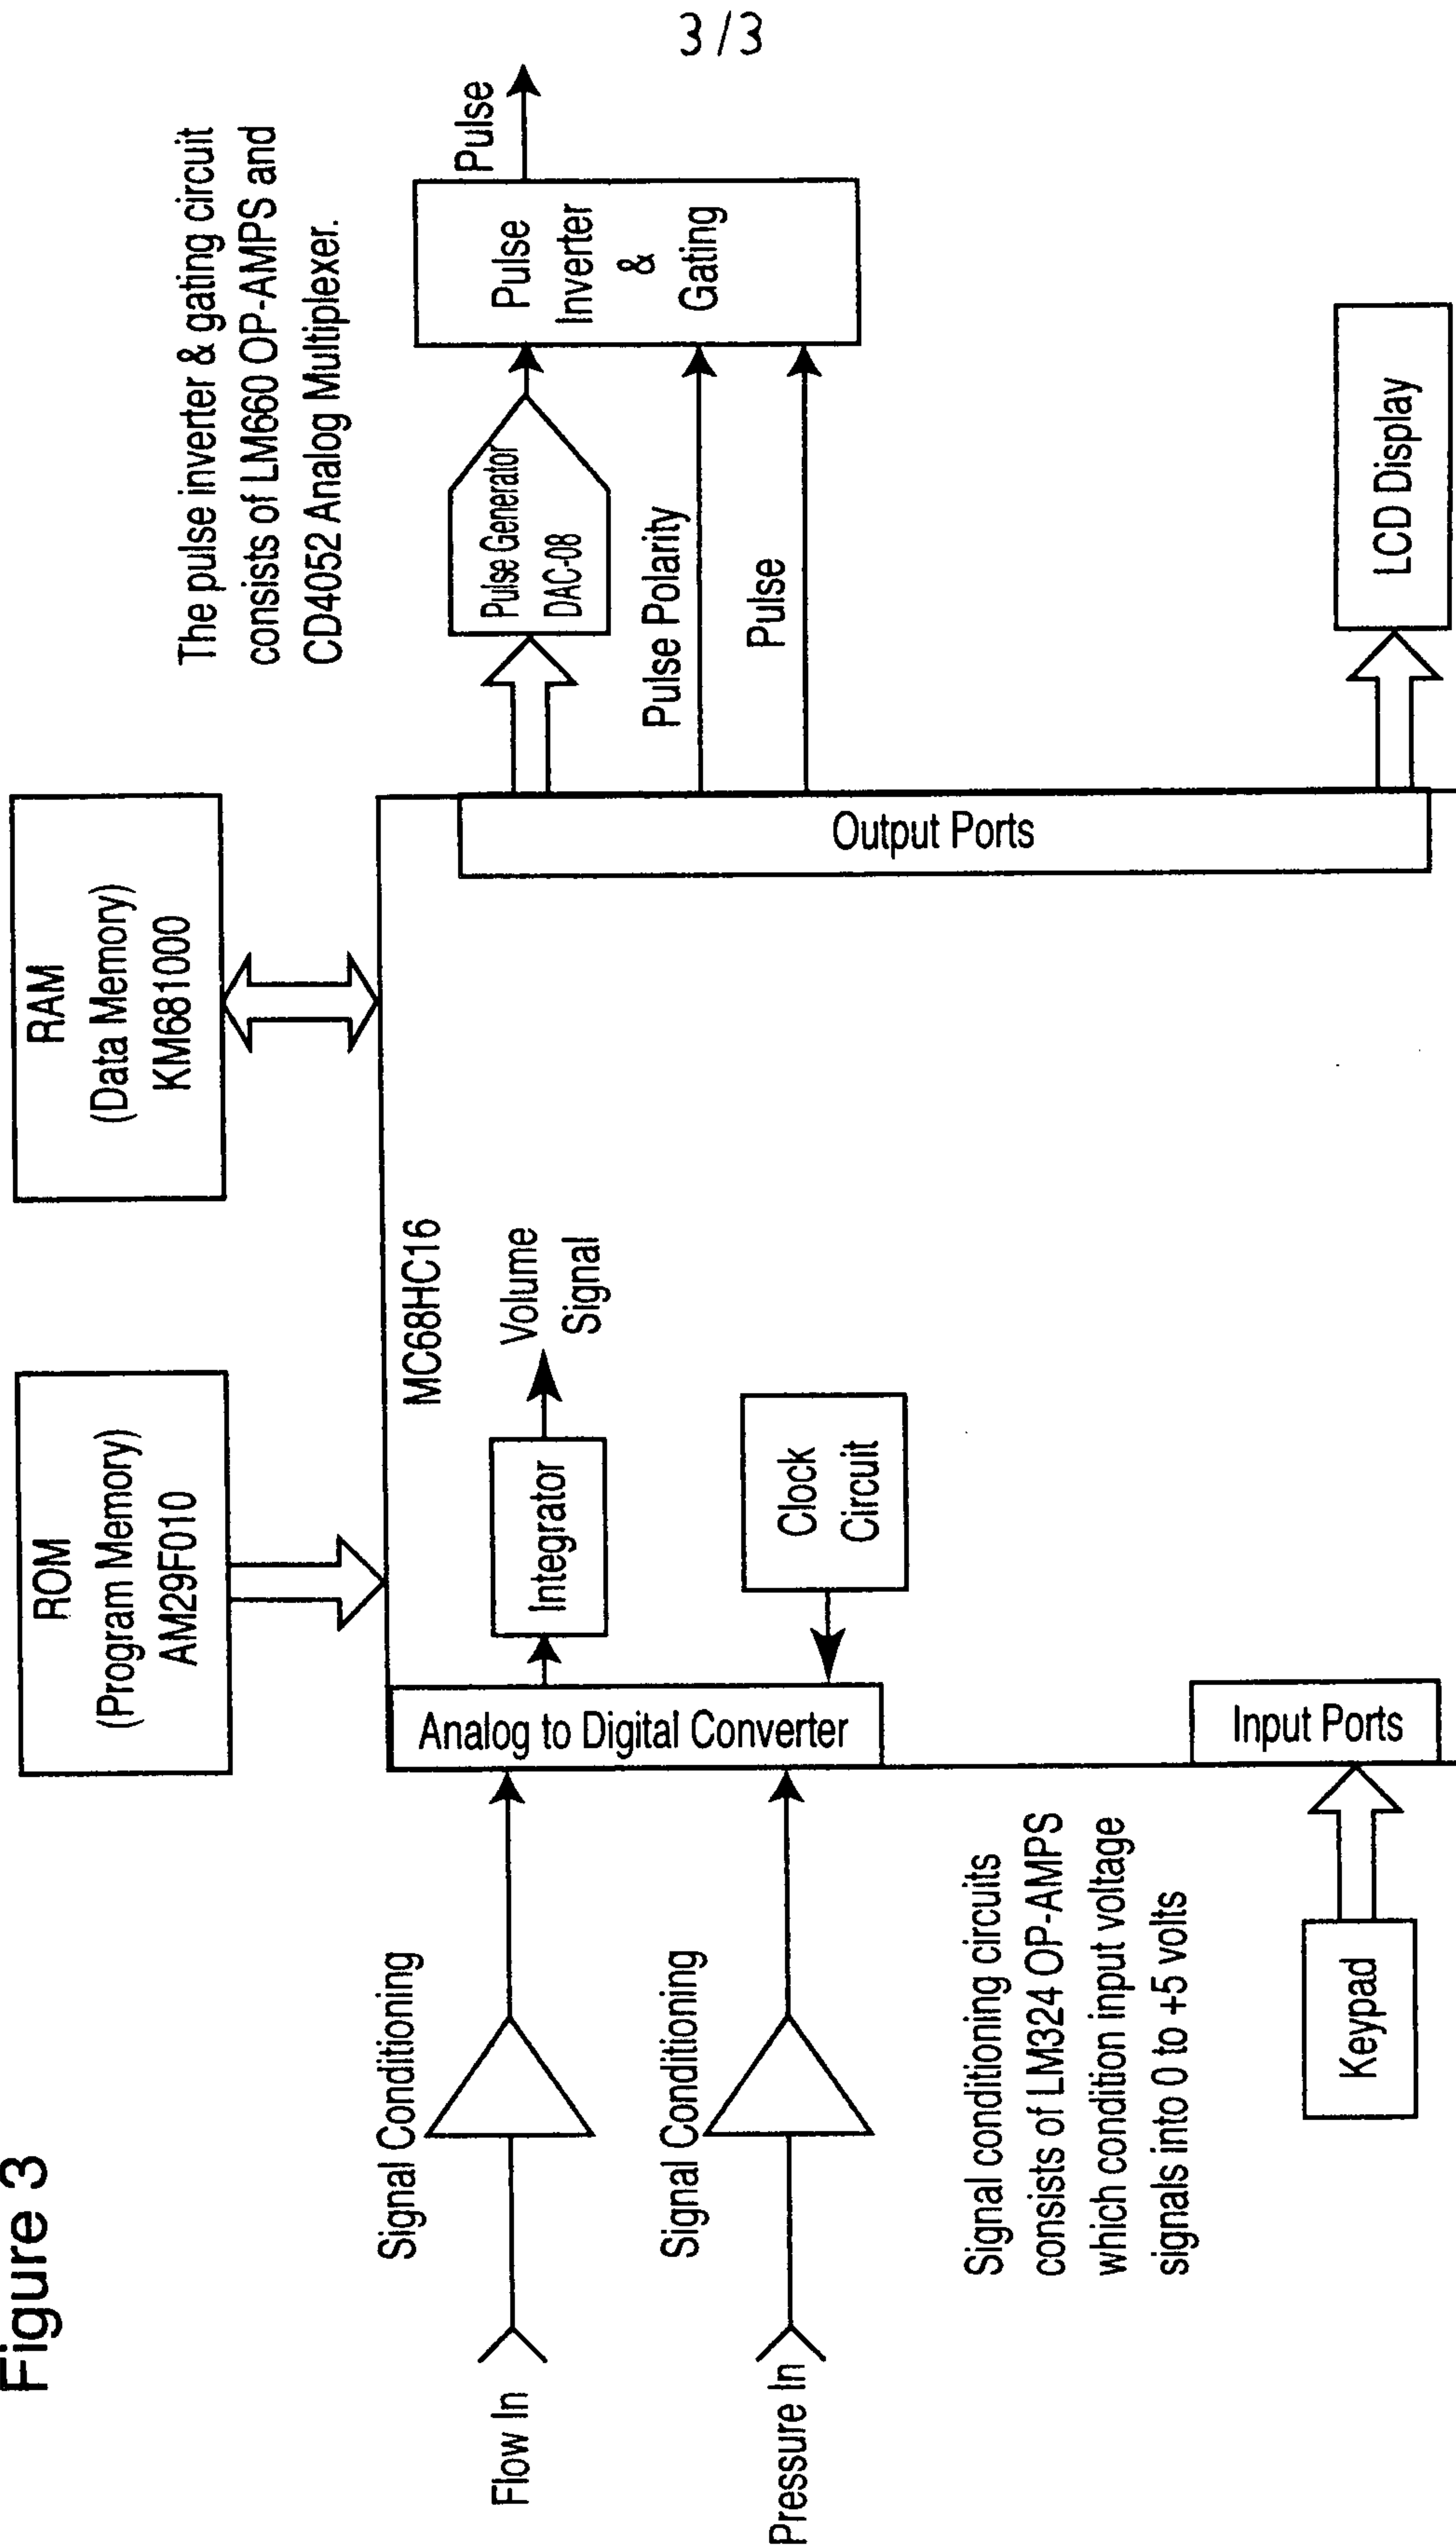 3/3
Figure 3
ROM
(Program Memory)
AM29F010
RAM
(Data Memory)
KM681000
The pulse inverter & gating circuit
consists of LM660 OP-AMPS and
CD4052 Analog Multiplexer.
MC68HC16
Flow In
Signal Conditioning
Pressure In
Signal Conditioning
Analog to Digital Converter
Integrator
Volume
Signal
Clock
Circuit
Signal conditioning circuits
consists of LM324 OP-AMPS
which condition input voltage
signals into 0 to +5 volts
Keypad
Input Ports
Output Ports
Pulse Generator
DAC-08
Pulse Polarity
Pulse
Pulse
Inverter
&
Gating
Pulse
LCD Display